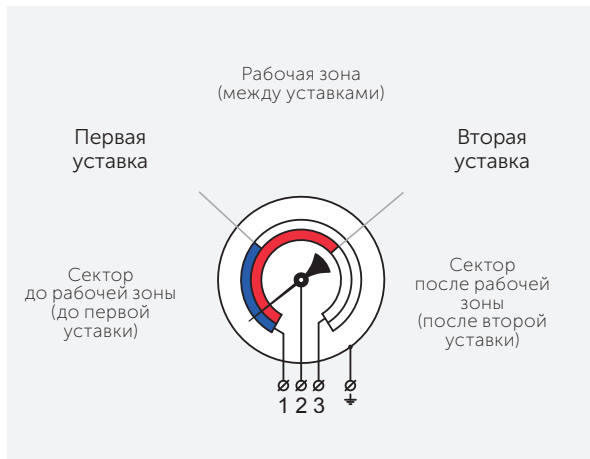 Рабочая зона
(между уставками)
Первая
уставка
Вторая
уставка
Сектор
до рабочей зоны
(до первой
уставки)
Сектор
после рабочей
зоны
(после второй
уставки)
1 2 3